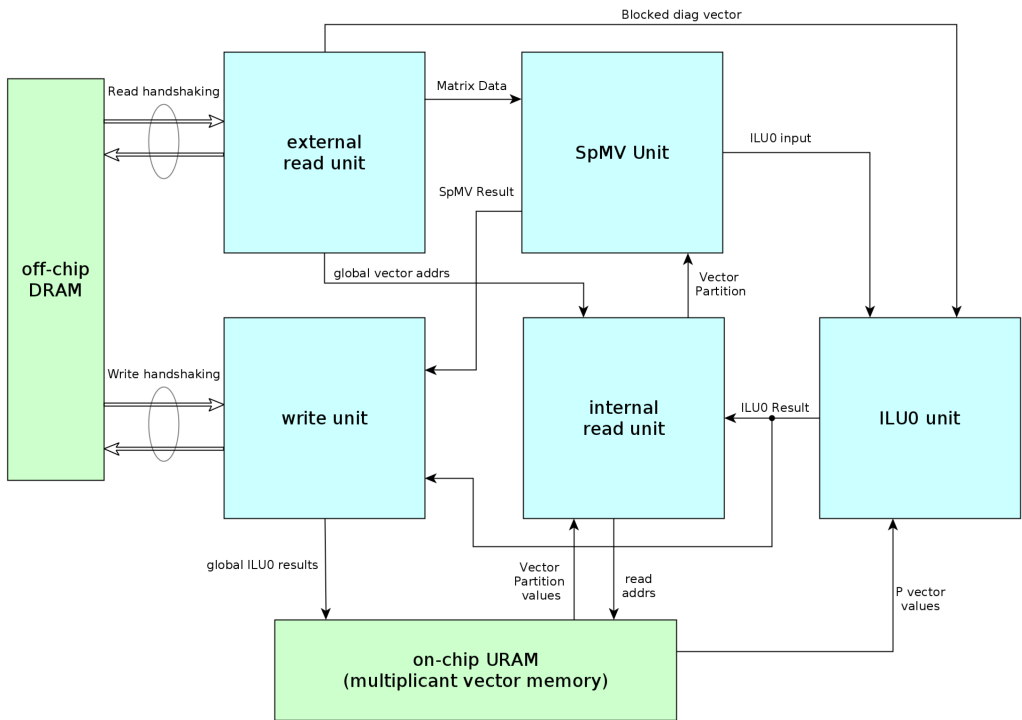 Blocked diag vector
Read handshaking
Matrix Data
external
read unit
SpMV Unit
ILU0 input
SpMV Result
off-chip
DRAM
global vector addrs
Vector
Partition
Write handshaking
write unit
internal
read unit
ILU0 Result
ILU0 unit
global ILU0 results
Vector
Partition
values
read
addrs
P vector
values
on-chip URAM
(multiplicant vector memory)